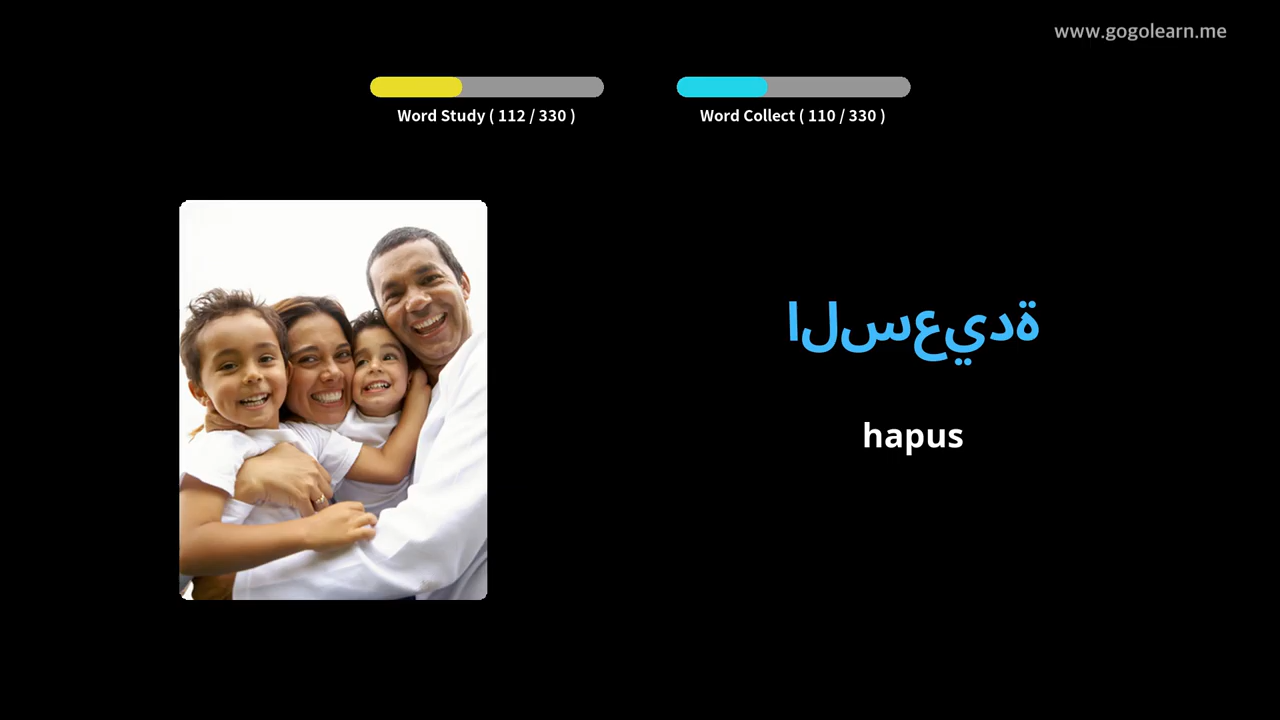 www.gogolearn.me
Word Study ( 112 / 330 )
Word Collect ( 110 / 330 )
السعيدة
hapus